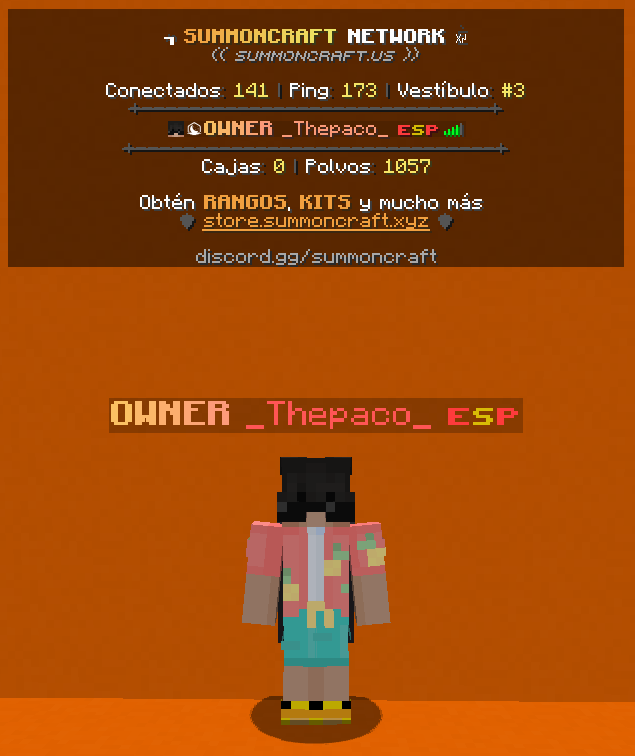 SUMMONCRAFT NETWORK
(( SUMMONCRAFT.US ))
Conectados: 141 | Ping: 173 | Vestíbulo: #3
OWNER _Thepaco_ ESP
Cajas: 0 | Polvos: 1057
Obtén RANGOS, KITS y mucho más
store.summoncraft.xyz
discord.gg/summoncraft
OWNER _Thepaco_ ESP